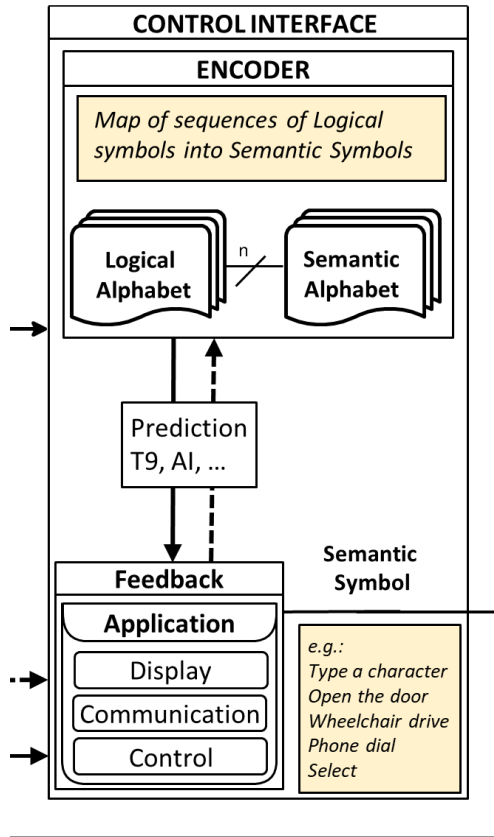 CONTROL INTERFACE
ENCODER
Map of sequences of Logical
symbols into Semantic Symbols
Logical
Alphabet
n
Semantic
Alphabet
Prediction
T9, AI, ...
Semantic
Symbol
Feedback
Application
Display
Communication
Control
e.g.:
Type a character
Open the door
Wheelchair drive
Phone dial
Select